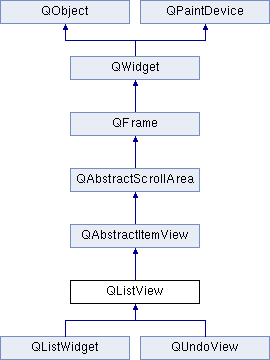 QObject
QPaintDevice
QWidget
QFrame
QAbstractScrollArea
QAbstractItemView
QListView
QListWidget
QUndoView